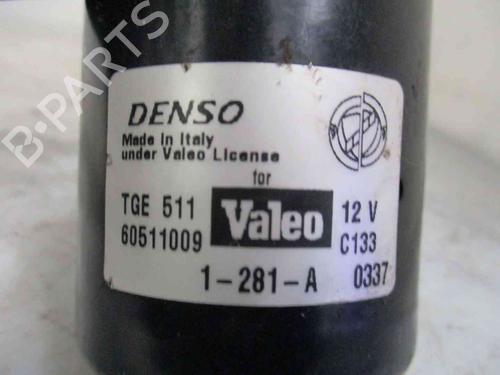 B-PARTS
DENSO
Made in Italy
under Valeo License
for
TGE 511 Valeo 12 V
60511009 C133
1-281-A 0337